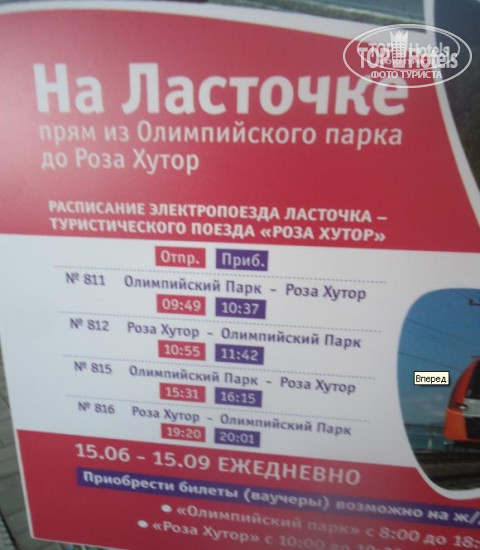 TOP Hotels
ФОТО ТУРИСТА
На Ласточке
прям из Олимпийского парка
до Роза Хутор
РАСПИСАНИЕ ЭЛЕКТРОПОЕЗДА ЛАСТОЧКА –
ТУРИСТИЧЕСКОГО ПОЕЗДА «РОЗА ХУТОР»
Отпр. Приб.
№ 811 Олимпийский Парк - Роза Хутор
09:49 10:37
№ 812 Роза Хутор - Олимпийский Парк
10:55 11:42
№ 815 Олимпийский Парк - Роза Хутор
15:31 16:15
№ 816 Роза Хутор - Олимпийский Парк
19:20 20:01
15.06 - 15.09 ЕЖЕДНЕВНО
Приобрести билеты (ваучеры) возможно на ж/
• «Олимпийский парк» с 8:00 до 18:
• «Роза Хутор» с 10:00 до
Вперед